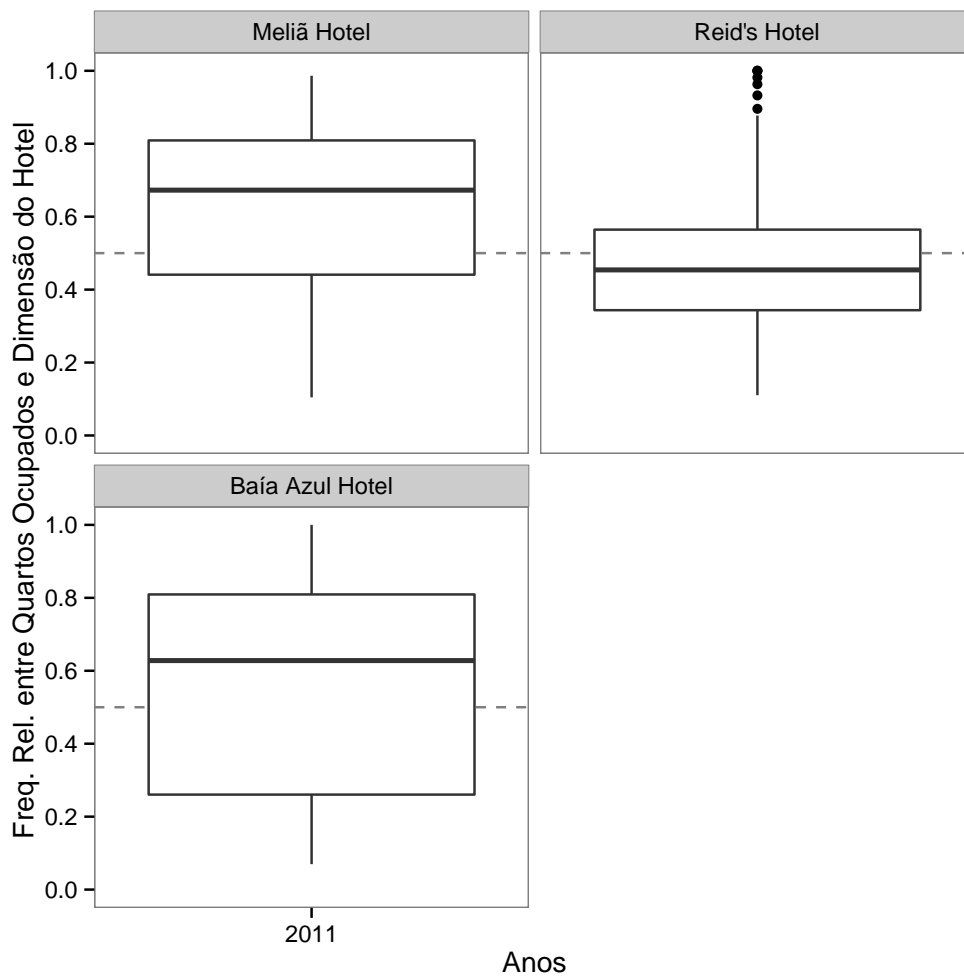 Meliã Hotel
Reid's Hotel
Freq. Rel. entre Quartos Ocupados e Dimensão do Hotel
1.0
0.8
0.6
0.4
0.2
0.0
Baía Azul Hotel
1.0
0.8
0.6
0.4
0.2
0.0
2011
Anos